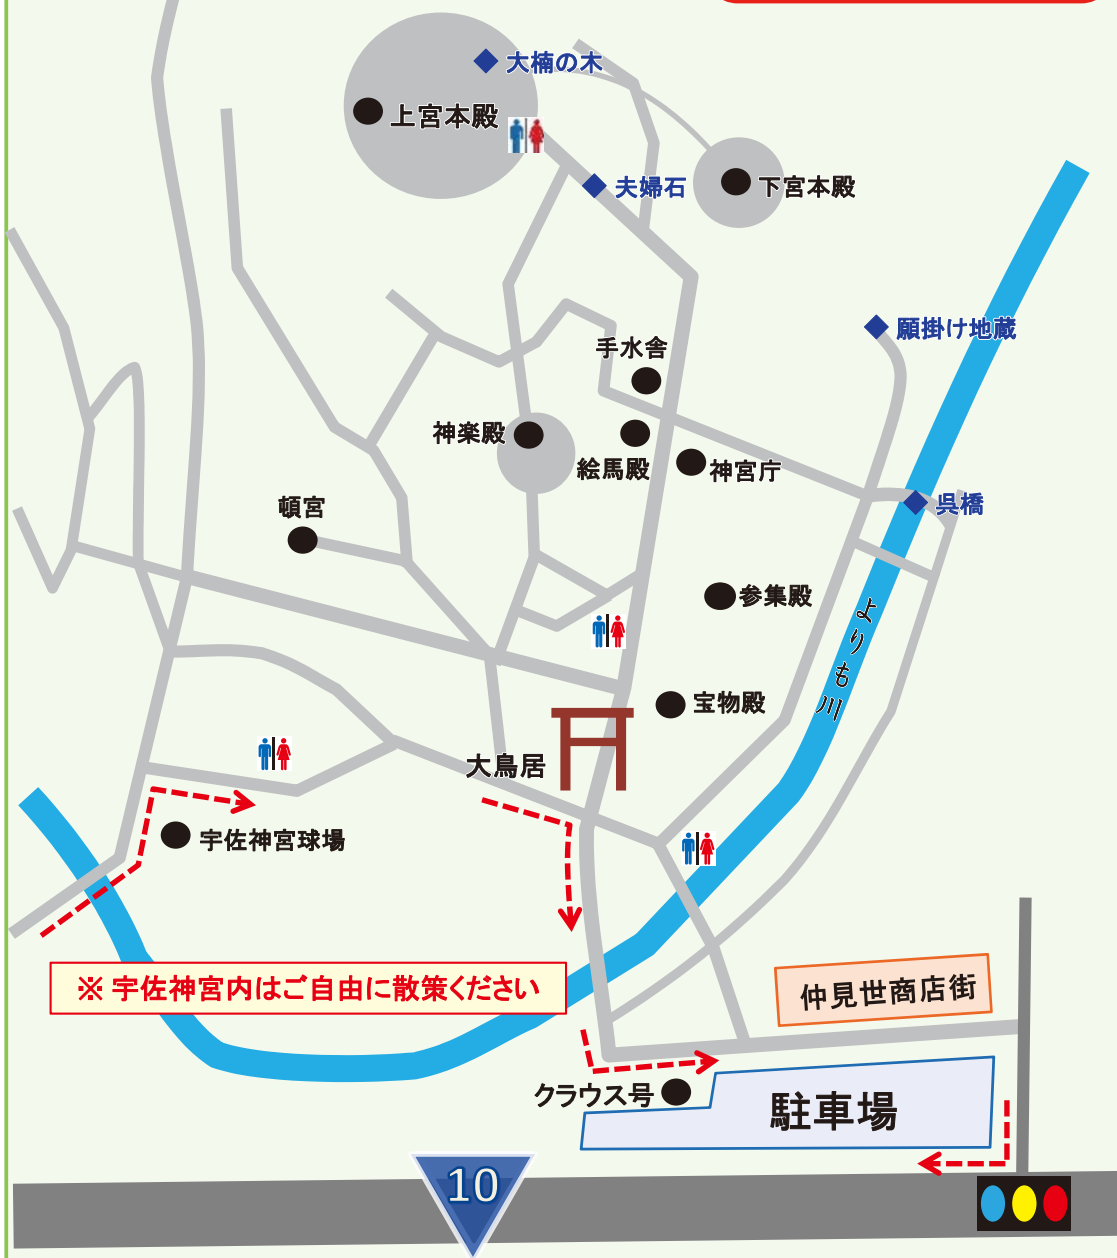 大楠の木
上宮本殿
夫婦石
下宮本殿
願掛け地蔵
手水舎
神楽殿
絵馬殿
神宮庁
頓宮
呉橋
参集殿
よりも川
宝物殿
大鳥居
宇佐神宮球場
※ 宇佐神宮内はご自由に散策ください
仲見世商店街
クラウス号
駐車場
10